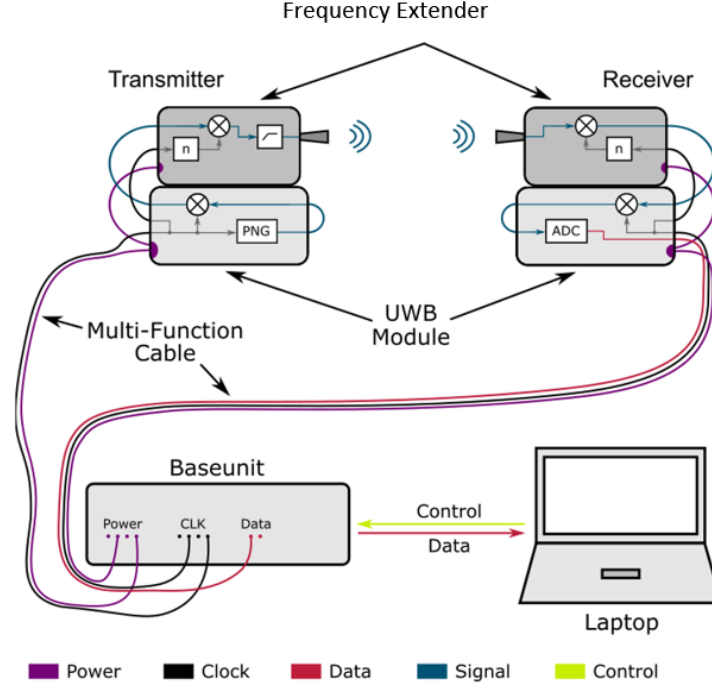 Frequency Extender
Transmitter
Receiver
n
n
PNG
ADC
UWB
Module
Multi-Function
Cable
Baseunit
Power
CLK
Data
Control
Data
Laptop
Power
Clock
Data
Signal
Control